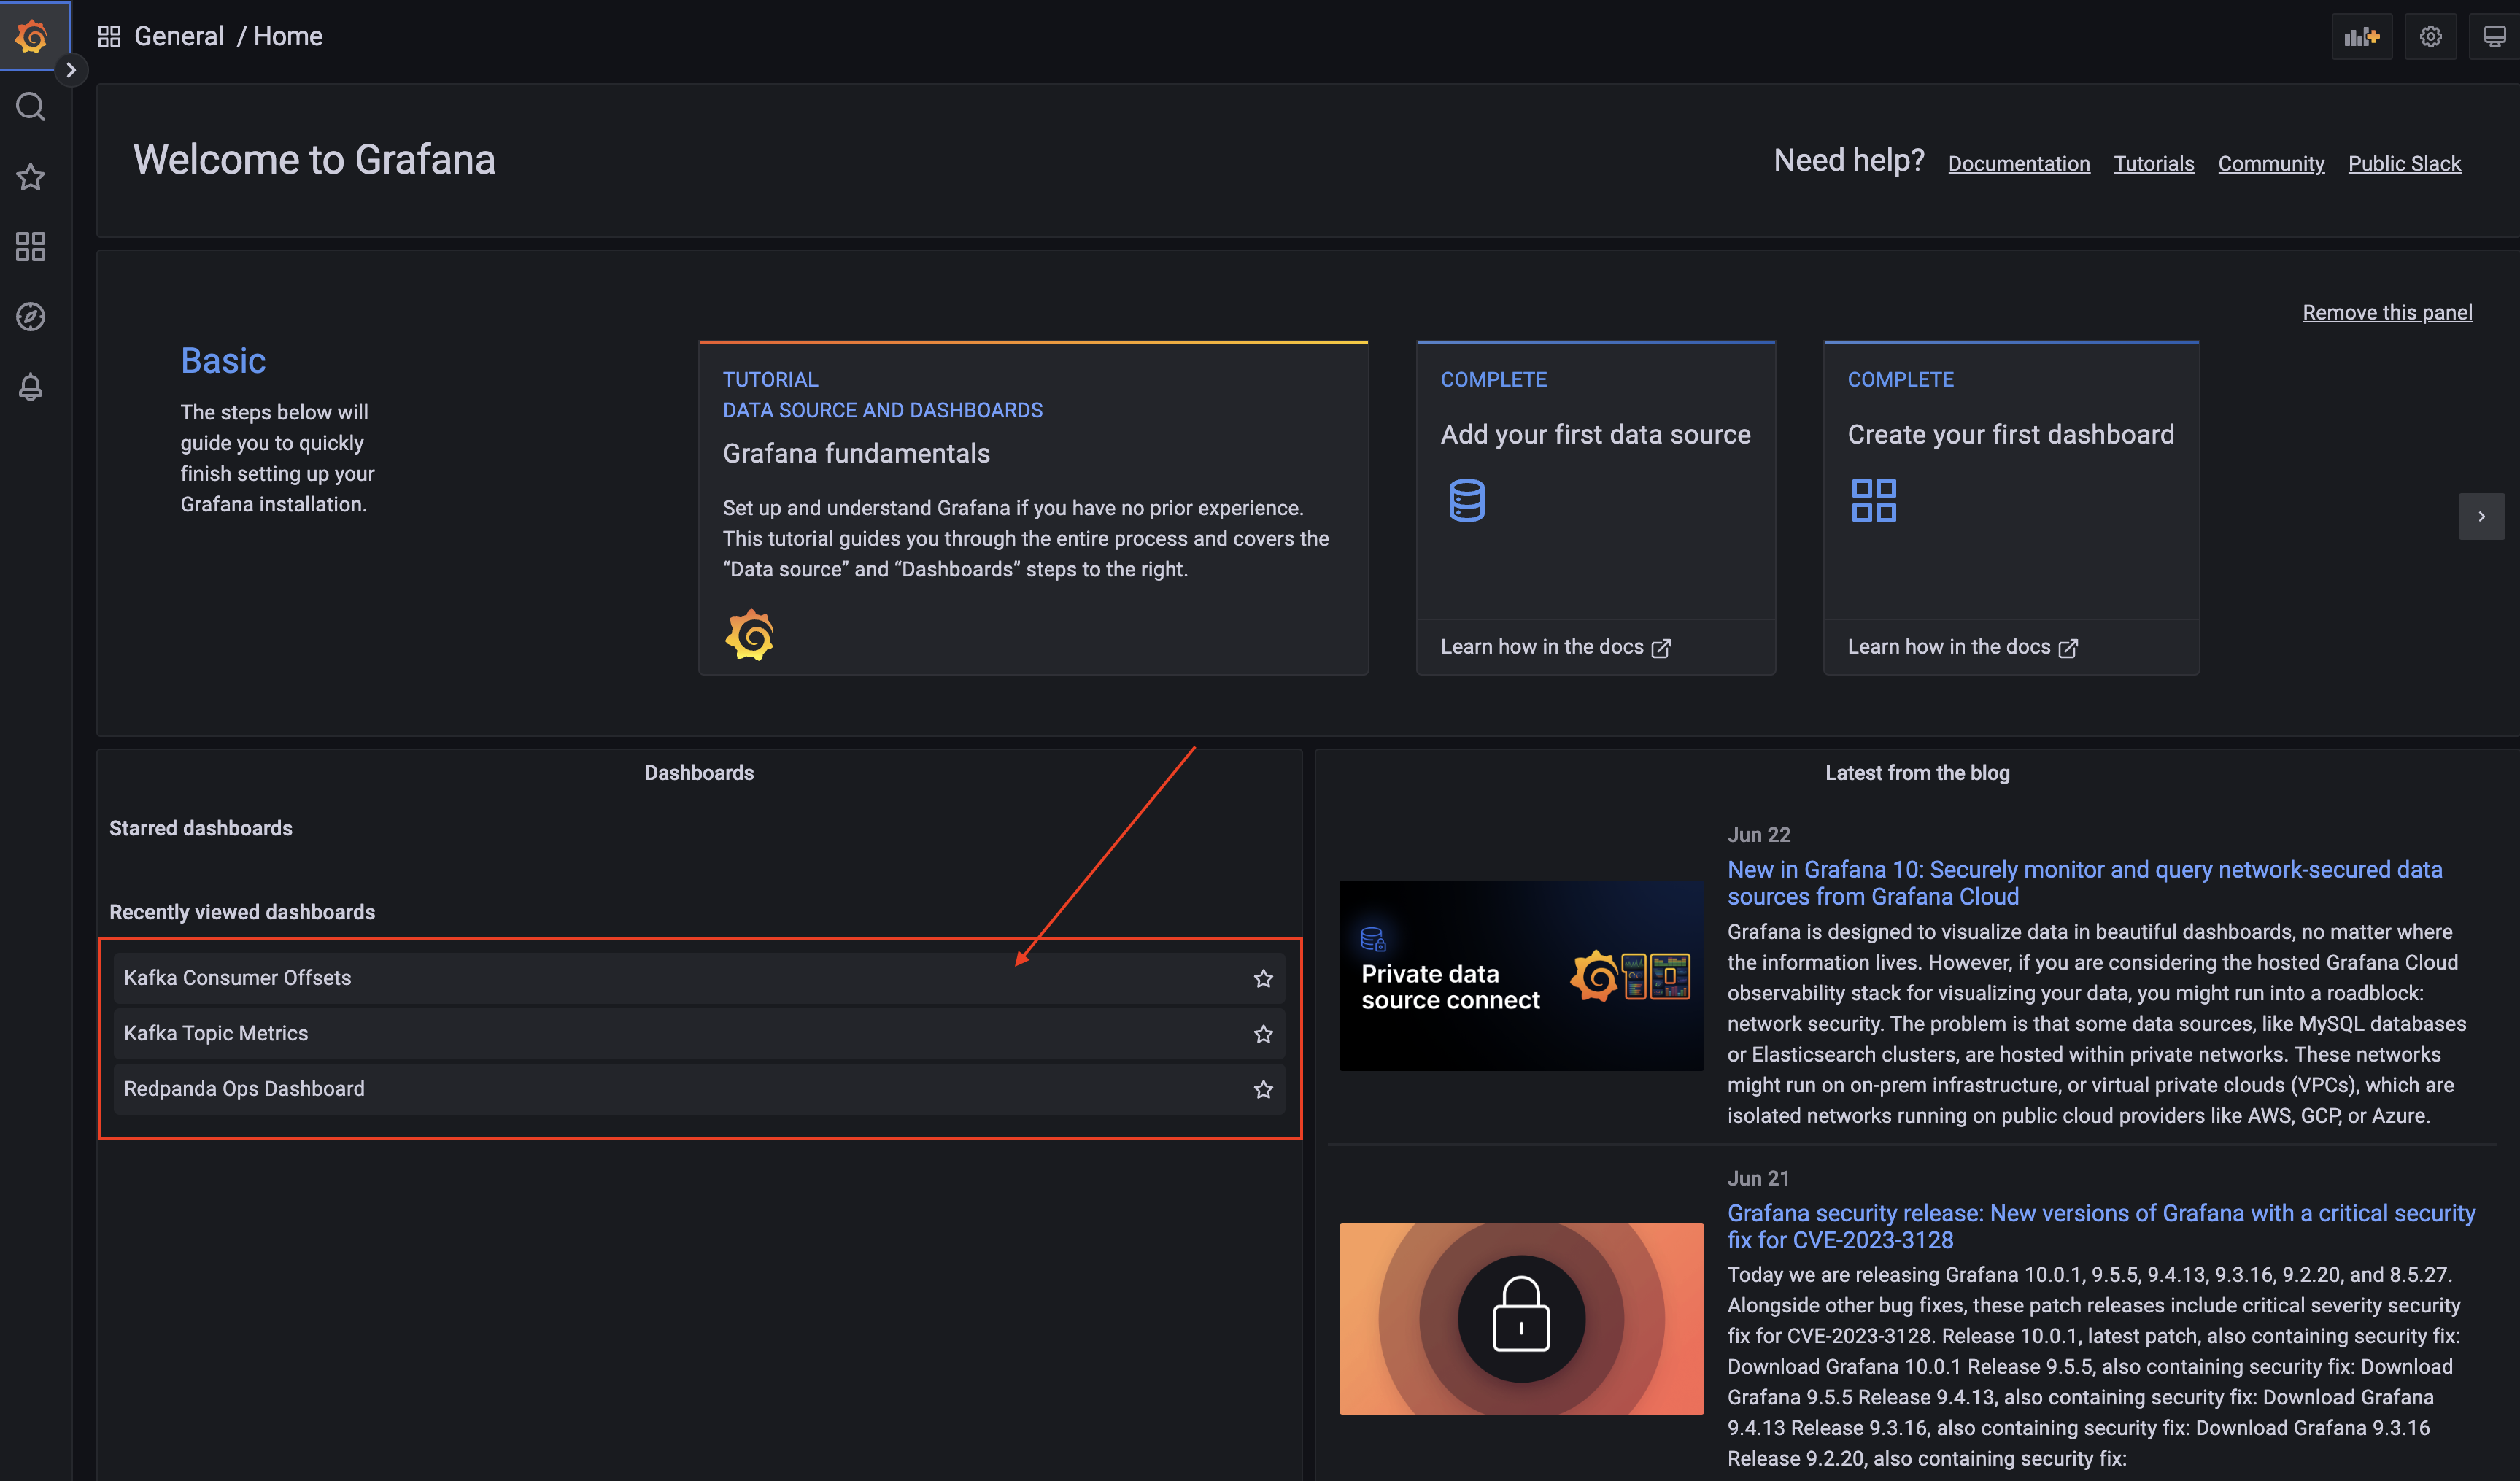 General / Home
Welcome to Grafana
Need help? Documentation Tutorials Community Public Slack
Remove this panel
Basic
The steps below will
guide you to quickly
finish setting up your
Grafana installation.
TUTORIAL
DATA SOURCE AND DASHBOARDS
Grafana fundamentals
Set up and understand Grafana if you have no prior experience.
This tutorial guides you through the entire process and covers the
“Data source” and “Dashboards” steps to the right.
COMPLETE
Add your first data source
Learn how in the docs
COMPLETE
Create your first dashboard
Learn how in the docs
Dashboards
Starred dashboards
Recently viewed dashboards
Kafka Consumer Offsets
Kafka Topic Metrics
Redpanda Ops Dashboard
Latest from the blog
Private data
source connect
Jun 22
New in Grafana 10: Securely monitor and query network-secured data
sources from Grafana Cloud
Grafana is designed to visualize data in beautiful dashboards, no matter where
the information lives. However, if you are considering the hosted Grafana Cloud
observability stack for visualizing your data, you might run into a roadblock:
network security. The problem is that some data sources, like MySQL databases
or Elasticsearch clusters, are hosted within private networks. These networks
might run on on-prem infrastructure, or virtual private clouds (VPCs), which are
isolated networks running on public cloud providers like AWS, GCP, or Azure.
Jun 21
Grafana security release: New versions of Grafana with a critical security
fix for CVE-2023-3128
Today we are releasing Grafana 10.0.1, 9.5.5, 9.4.13, 9.3.16, 9.2.20, and 8.5.27.
Alongside other bug fixes, these patch releases include critical severity security
fix for CVE-2023-3128. Release 10.0.1, latest patch, also containing security fix:
Download Grafana 10.0.1 Release 9.5.5, also containing security fix: Download
Grafana 9.5.5 Release 9.4.13, also containing security fix: Download Grafana
9.4.13 Release 9.3.16, also containing security fix: Download Grafana 9.3.16
Release 9.2.20, also containing security fix: